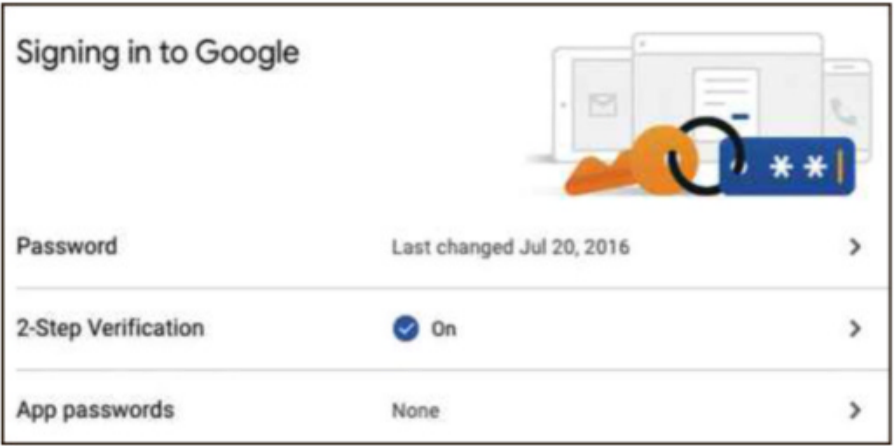 Signing in to Google
* *
Password Last changed Jul 20, 2016 >
2-Step Verification On >
App passwords None >